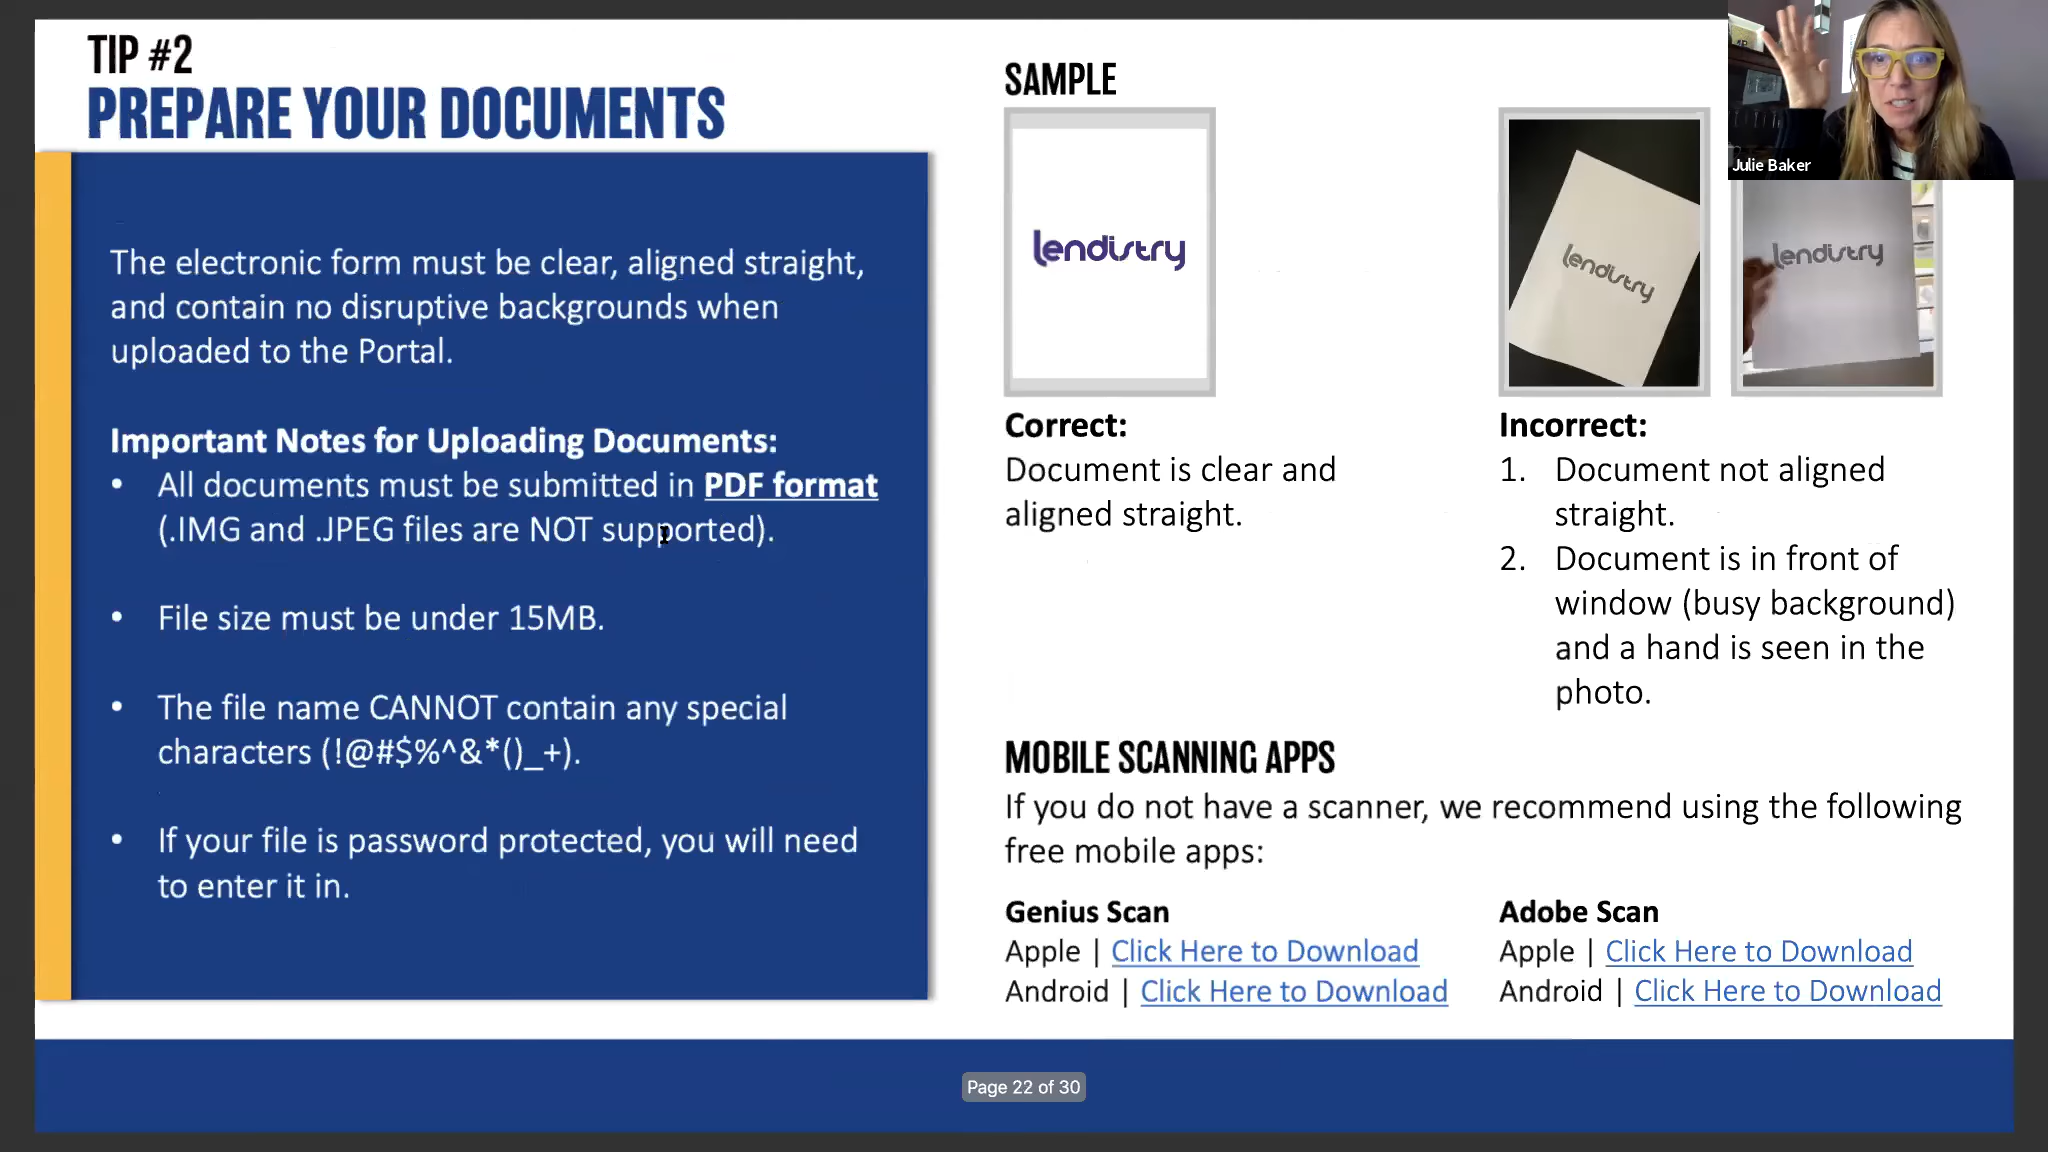 TIP #2
PREPARE YOUR DOCUMENTS
The electronic form must be clear, aligned straight,
and contain no disruptive backgrounds when
uploaded to the Portal.
Important Notes for Uploading Documents:
• All documents must be submitted in PDF format
(.IMG and .JPEG files are NOT supported).
• File size must be under 15MB.
• The file name CANNOT contain any special
characters (!@#$%^&*()_+).
• If your file is password protected, you will need
to enter it in.
SAMPLE
lendistry
lendistry
lendistry
Julie Baker
Correct:
Document is clear and
aligned straight.
Incorrect:
1. Document not aligned
straight.
2. Document is in front of
window (busy background)
and a hand is seen in the
photo.
MOBILE SCANNING APPS
If you do not have a scanner, we recommend using the following
free mobile apps:
Genius Scan
Apple | Click Here to Download
Android | Click Here to Download
Adobe Scan
Apple | Click Here to Download
Android | Click Here to Download
Page 22 of 30